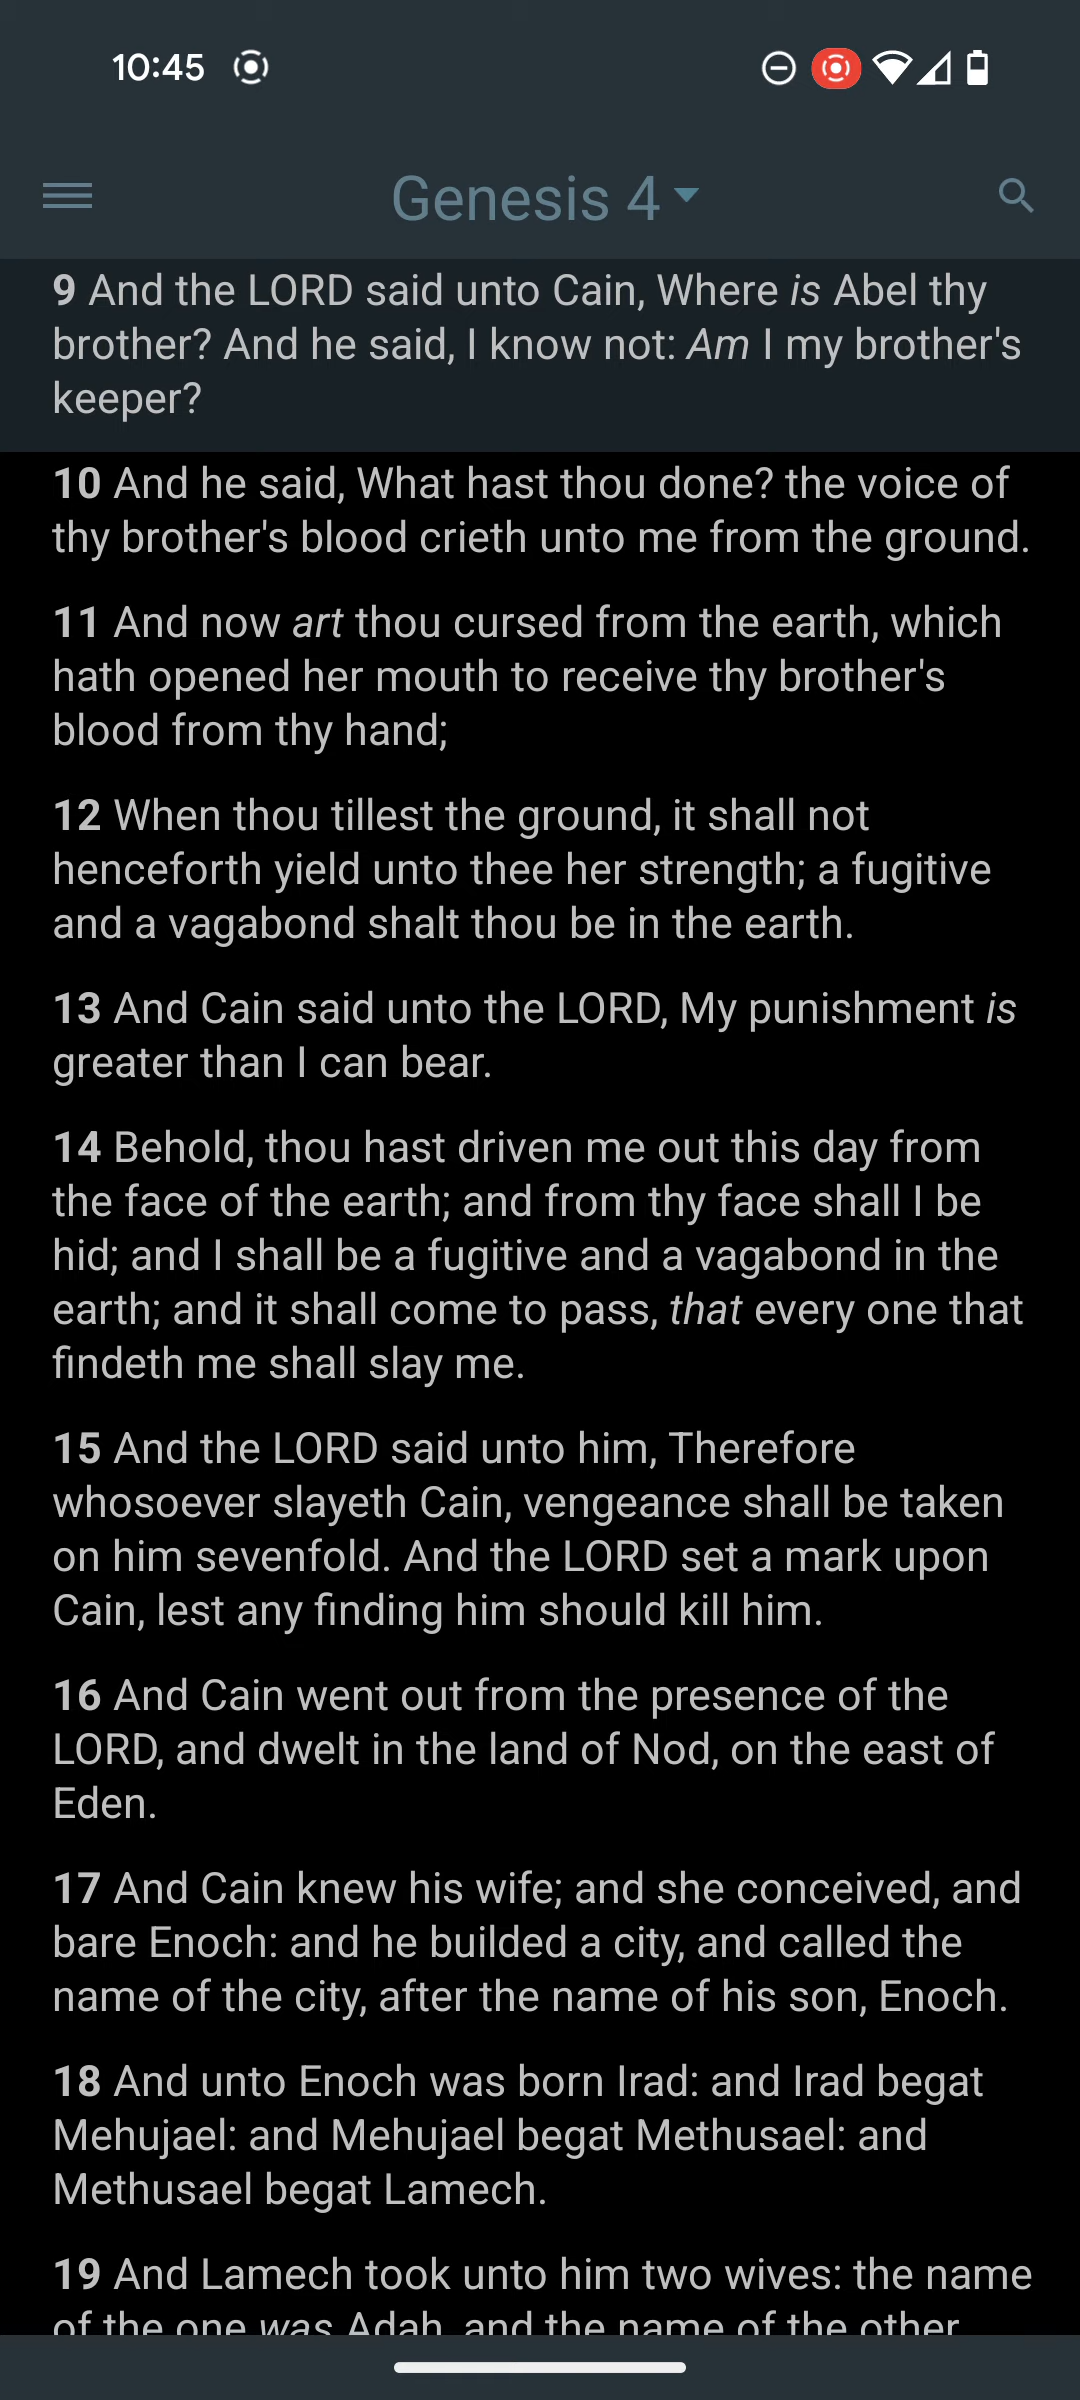 10:45
Genesis 4
9 And the LORD said unto Cain, Where is Abel thy
brother? And he said, I know not: Am I my brother's
keeper?
10 And he said, What hast thou done? the voice of
thy brother's blood crieth unto me from the ground.
11 And now art thou cursed from the earth, which
hath opened her mouth to receive thy brother's
blood from thy hand;
12 When thou tillest the ground, it shall not
henceforth yield unto thee her strength; a fugitive
and a vagabond shalt thou be in the earth.
13 And Cain said unto the LORD, My punishment is
greater than I can bear.
14 Behold, thou hast driven me out this day from
the face of the earth; and from thy face shall I be
hid; and I shall be a fugitive and a vagabond in the
earth; and it shall come to pass, that every one that
findeth me shall slay me.
15 And the LORD said unto him, Therefore
whosoever slayeth Cain, vengeance shall be taken
on him sevenfold. And the LORD set a mark upon
Cain, lest any finding him should kill him.
16 And Cain went out from the presence of the
LORD, and dwelt in the land of Nod, on the east of
Eden.
17 And Cain knew his wife; and she conceived, and
bare Enoch: and he builded a city, and called the
name of the city, after the name of his son, Enoch.
18 And unto Enoch was born Irad: and Irad begat
Mehujael: and Mehujael begat Methusael: and
Methusael begat Lamech.
19 And Lamech took unto him two wives: the name
of the one was Adah, and the name of the other